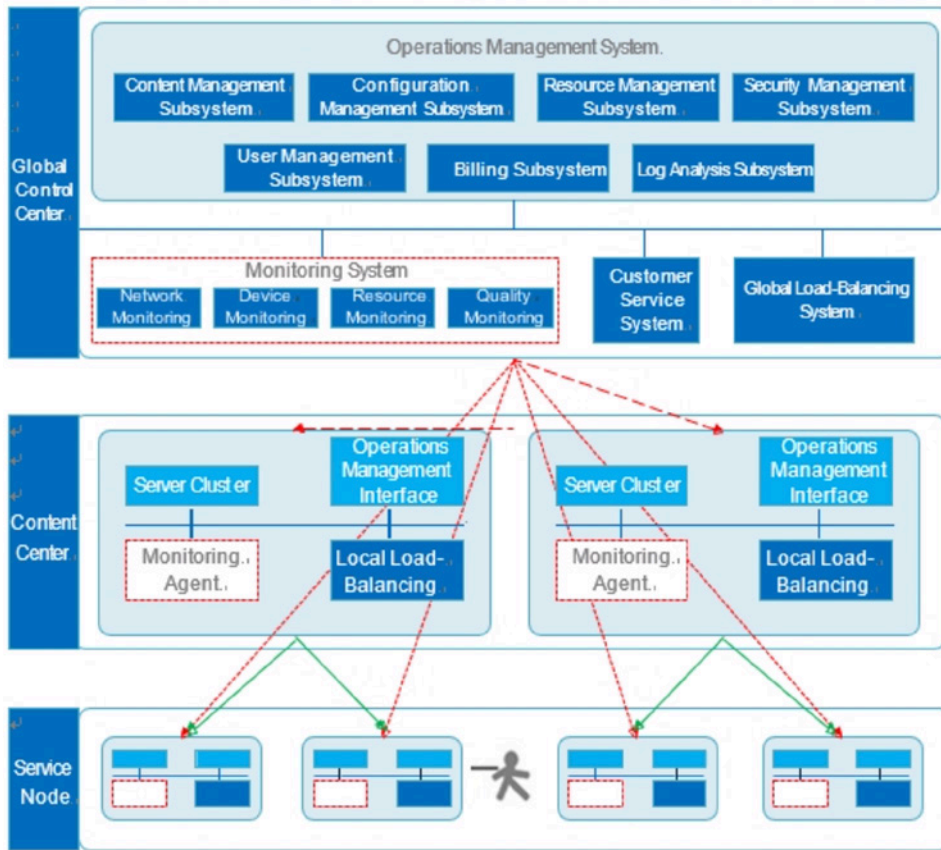 Operations Management System.
Content Management
Subsystem
Configuration
Management Subsystem
Resource Management
Subsystem
Security Management
Subsystem
User Management
Subsystem
Billing Subsystem
Log Analysis Subsystem
Global
Control
Center
Monitoring System
Network
Monitoring
Device
Monitoring
Resource
Monitoring
Quality
Monitoring
Customer
Service
System
Global Load-Balancing
System
Content
Center
Server Cluster
Operations
Management
Interface
Monitoring
Agent
Local Load-
Balancing
Server Cluster
Operations
Management
Interface
Monitoring
Agent
Local Load-
Balancing
Service
Node